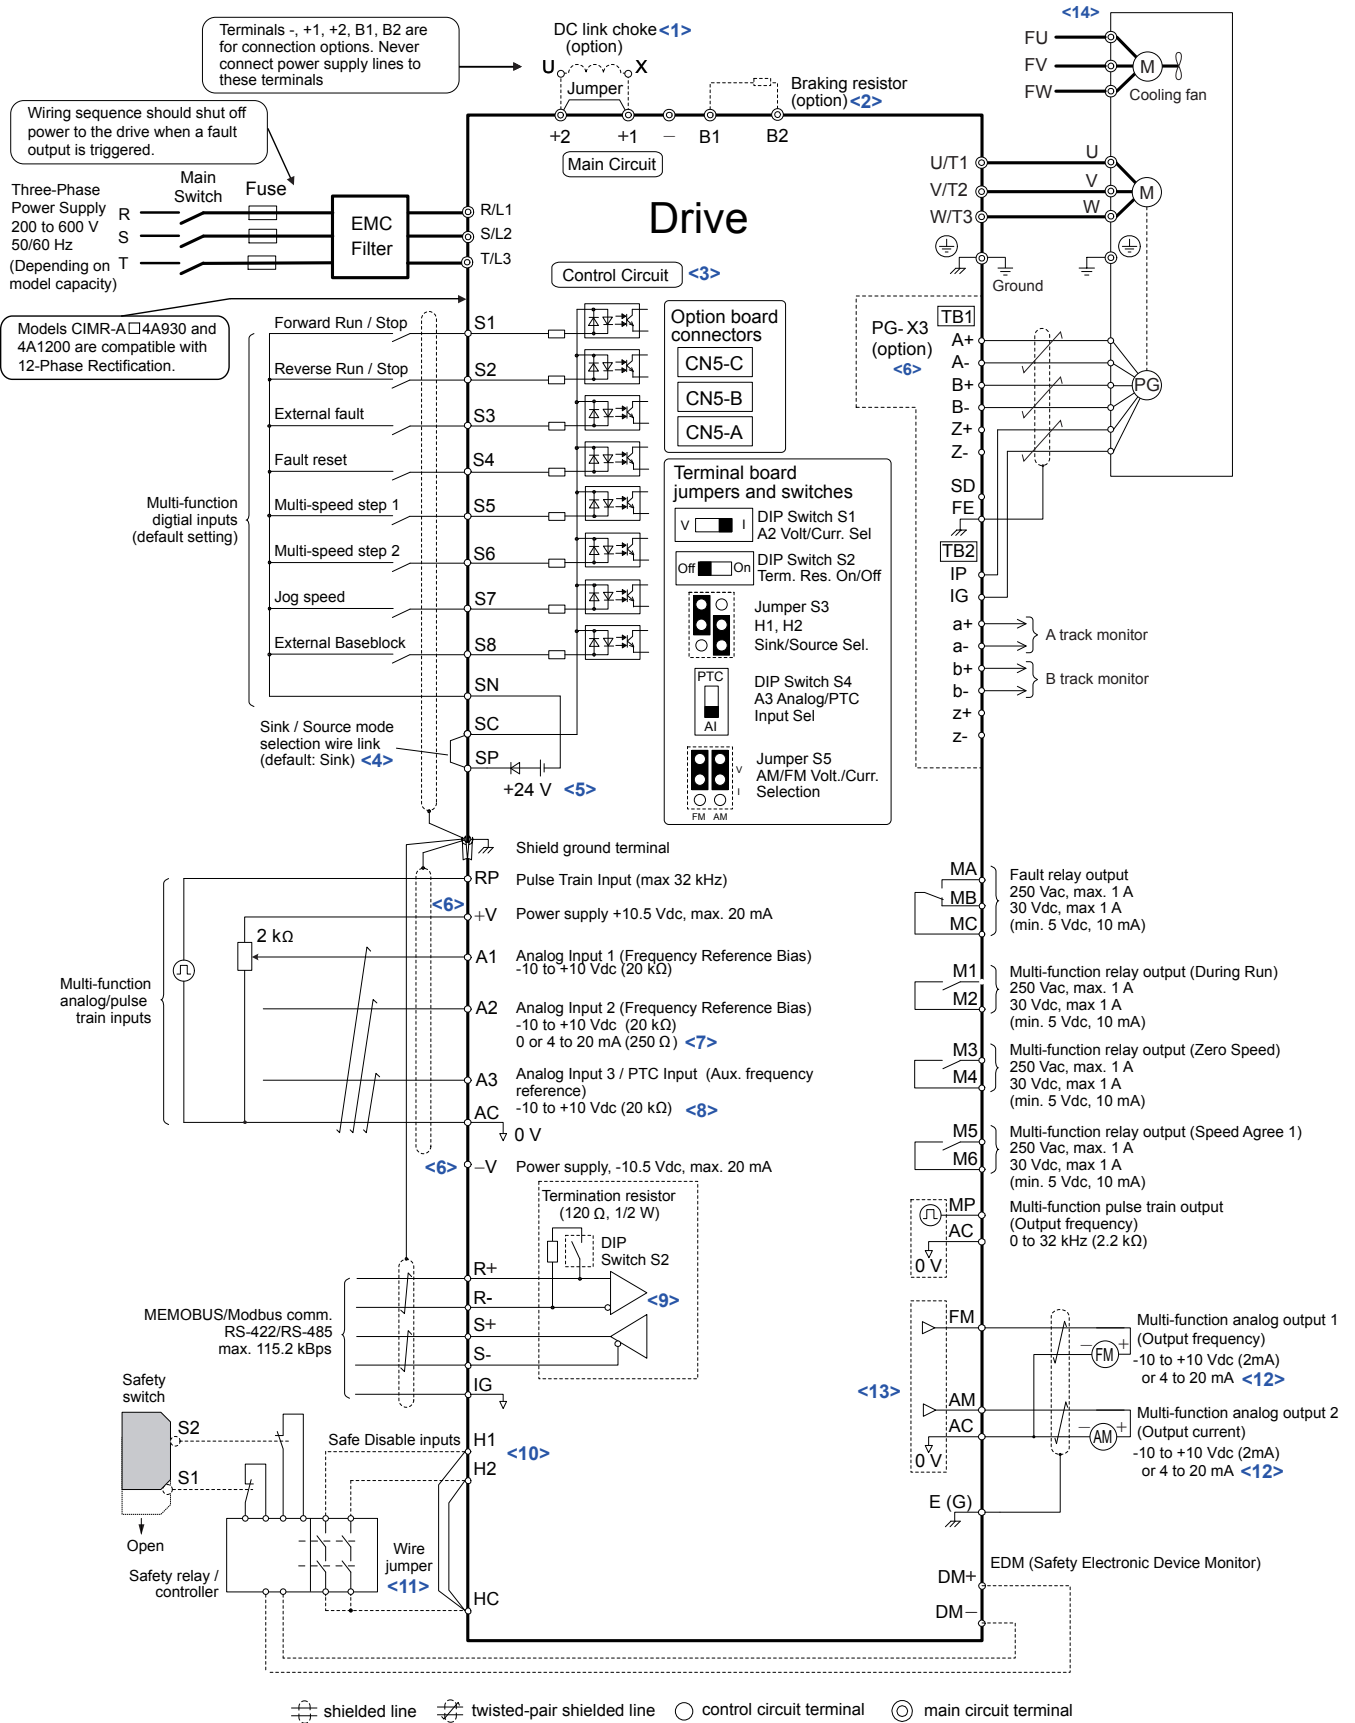 Terminals -, +1, +2, B1, B2 are
for connection options. Never
connect power supply lines to
these terminals
DC link choke <1>
(option)
U X
Jumper
+2 +1 − B1 B2
Braking resistor
(option) <2>
Main Circuit
<14>
FU
FV
FW
M
Cooling fan
Wiring sequence should shut off
power to the drive when a fault
output is triggered.
Three-Phase
Power Supply
200 to 600 V
50/60 Hz
(Depending on
model capacity)
R
S
T
Main
Switch
Fuse
EMC
Filter
R/L1
S/L2
T/L3
Drive
U/T1
V/T2
W/T3
U
V
W
M
Ground
Control Circuit <3>
Models CIMR-A□4A930 and
4A1200 are compatible with
12-Phase Rectification.
Multi-function
digtial inputs
(default setting)
Forward Run / Stop S1
Reverse Run / Stop S2
External fault S3
Fault reset S4
Multi-speed step 1 S5
Multi-speed step 2 S6
Jog speed S7
External Baseblock S8
SN
SC
SP
Sink / Source mode
selection wire link
(default: Sink) <4>
+24 V <5>
Option board
connectors
CN5-C
CN5-B
CN5-A
Terminal board
jumpers and switches
V I
DIP Switch S1
A2 Volt/Curr. Sel
Off On
DIP Switch S2
Term. Res. On/Off
Jumper S3
H1, H2
Sink/Source Sel.
PTC
AI
DIP Switch S4
A3 Analog/PTC
Input Sel
V
I
FM AM
Jumper S5
AM/FM Volt./Curr.
Selection
PG-X3
(option)
<6>
TB1
A+
A-
B+
B-
Z+
Z-
SD
FE
PG
TB2
IP
IG
a+
a-
A track monitor
b+
b-
B track monitor
z+
z-
Shield ground terminal
Multi-function
analog/pulse
train inputs
2 kΩ
RP Pulse Train Input (max 32 kHz)
<6>
+V Power supply +10.5 Vdc, max. 20 mA
A1 Analog Input 1 (Frequency Reference Bias)
-10 to +10 Vdc (20 kΩ)
A2 Analog Input 2 (Frequency Reference Bias)
-10 to +10 Vdc (20 kΩ)
0 or 4 to 20 mA (250 Ω) <7>
A3 Analog Input 3 / PTC Input (Aux. frequency
reference)
-10 to +10 Vdc (20 kΩ) <8>
AC
0 V
<6> −V Power supply, -10.5 Vdc, max. 20 mA
MA
MB
MC
Fault relay output
250 Vac, max. 1 A
30 Vdc, max 1 A
(min. 5 Vdc, 10 mA)
M1
M2
Multi-function relay output (During Run)
250 Vac, max. 1 A
30 Vdc, max 1 A
(min. 5 Vdc, 10 mA)
M3
M4
Multi-function relay output (Zero Speed)
250 Vac, max. 1 A
30 Vdc, max 1 A
(min. 5 Vdc, 10 mA)
M5
M6
Multi-function relay output (Speed Agree 1)
250 Vac, max. 1 A
30 Vdc, max 1 A
(min. 5 Vdc, 10 mA)
MP
AC
0 V
Multi-function pulse train output
(Output frequency)
0 to 32 kHz (2.2 kΩ)
Termination resistor
(120 Ω, 1/2 W)
DIP
Switch S2
<9>
MEMOBUS/Modbus comm.
RS-422/RS-485
max. 115.2 kBps
R+
R-
S+
S-
IG
<13>
FM
AM
AC
0 V
FM
− +
Multi-function analog output 1
(Output frequency)
-10 to +10 Vdc (2mA)
or 4 to 20 mA <12>
AM
− +
Multi-function analog output 2
(Output current)
-10 to +10 Vdc (2mA)
or 4 to 20 mA <12>
E (G)
Safety
switch
S2
S1
Open
Safety relay /
controller
Safe Disable inputs
H1
<10>
H2
Wire
jumper
<11>
HC
EDM (Safety Electronic Device Monitor)
DM+
DM−
shielded line twisted-pair shielded line control circuit terminal main circuit terminal